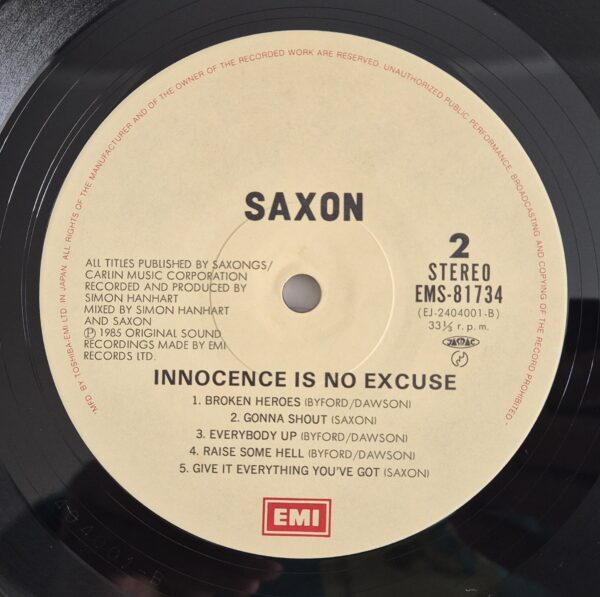 MFD BY TOSHIBA-EMI LTD IN JAPAN. ALL RIGHTS OF THE MANUFACTURER AND OF THE OWNER OF THE RECORDED WORK ARE RESERVED. UNAUTHORIZED PUBLIC PERFORMANCE, BROADCASTING AND COPYING OF THE RECORD PROHIBITED.
SAXON
2
STEREO
EMS-81734
(EJ-2404001-B)
33⅓ r. p. m.
JASRAC
ALL TITLES PUBLISHED BY SAXONGS/
CARLIN MUSIC CORPORATION
RECORDED AND PRODUCED BY
SIMON HANHART
MIXED BY SIMON HANHART
AND SAXON
Ⓟ 1985 ORIGINAL SOUND
RECORDINGS MADE BY EMI
RECORDS LTD.
INNOCENCE IS NO EXCUSE
1. BROKEN HEROES (BYFORD/DAWSON)
2. GONNA SHOUT (SAXON)
3. EVERYBODY UP (BYFORD/DAWSON)
4. RAISE SOME HELL (BYFORD/DAWSON)
5. GIVE IT EVERYTHING YOU'VE GOT (SAXON)
EMI